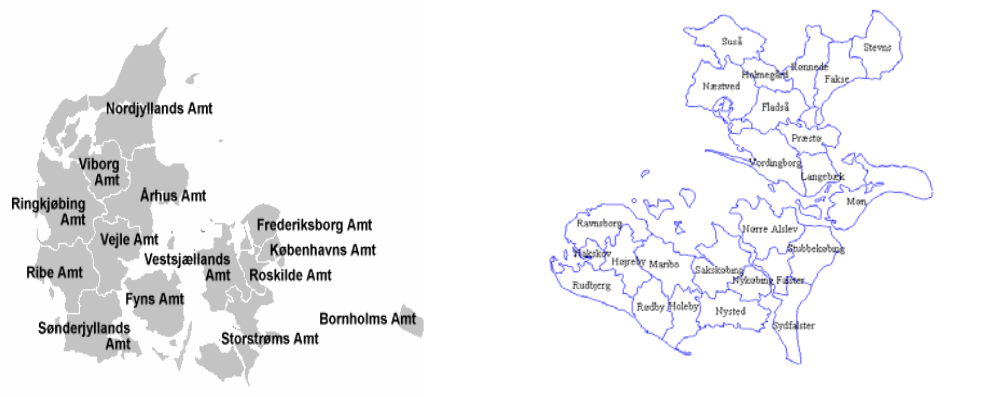 Nordjyllands Amt
Viborg
Amt
Århus Amt
Ringkjøbing
Amt
Frederiksborg Amt
Vejle Amt
Københavns Amt
Vestsjællands
Amt
Ribe Amt
Roskilde Amt
Fyns Amt
Bornholms Amt
Sønderjyllands
Amt
Storstrøms Amt
Suså
Stevns
Rønnede
Holmegård
Fakse
Næstved
Fladså
Præstø
Vordingborg
Langebæk
Møn
Ravnsborg
Nørre Alslev
Stubbekøbing
Nakskov
Højreby
Maribo
Sakskøbing
Nykøbing Falster
Rudbjerg
Rødby
Holeby
Nysted
Sydfalster